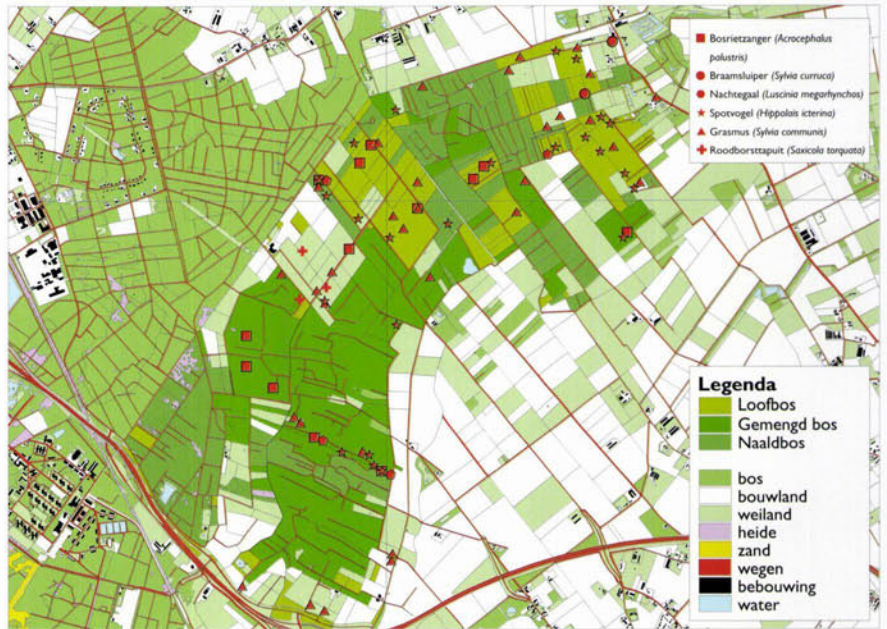 Bosrietzanger (Acrocephalus
palustris)
Braamsluiper (Sylvia curruca)
Nachtegaal (Luscinia megarhynchos)
Spotvogel (Hippolais icterina)
Grasmus (Sylvia communis)
Roodborsttapuit (Saxicola torquata)
Legenda
Loofbos
Gemengd bos
Naaldbos
bos
bouwland
weiland
heide
zand
wegen
bebouwing
water